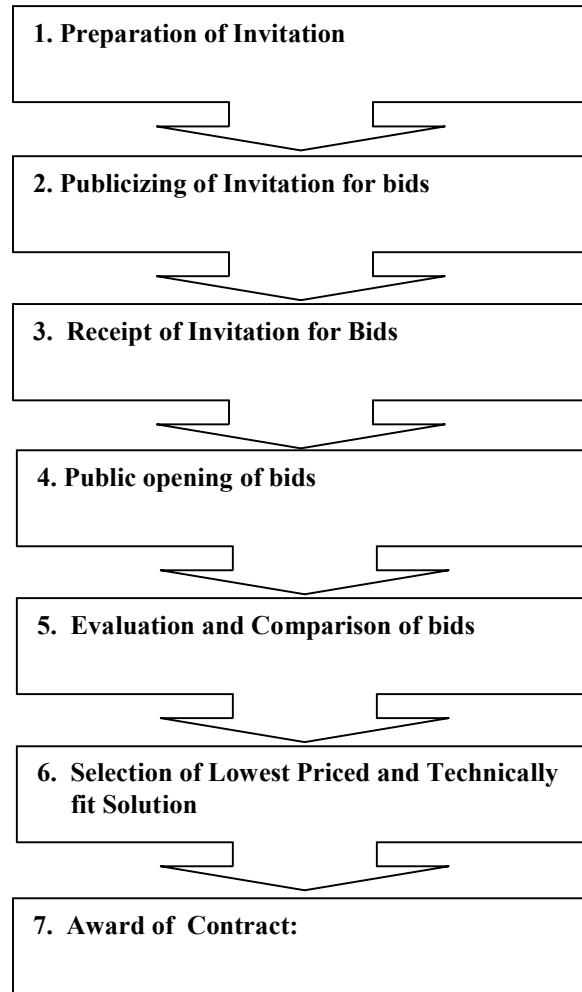 1. Preparation of Invitation
2. Publicizing of Invitation for bids
3. Receipt of Invitation for Bids
4. Public opening of bids
5. Evaluation and Comparison of bids
6. Selection of Lowest Priced and Technically
fit Solution
7. Award of Contract: